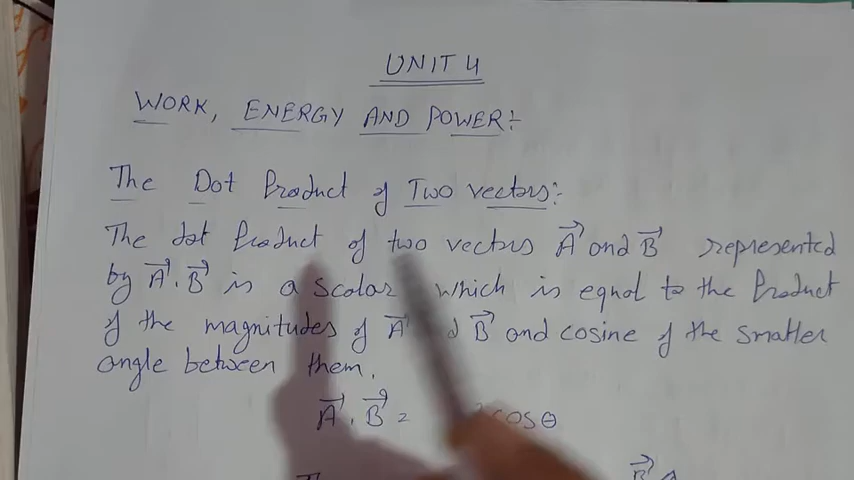 UNIT 4
WORK, ENERGY AND POWER:-
The Dot Product of Two vectors:-
The dot Product of two vectors A⃗ and B⃗ represented
by A⃗ . B⃗ is a scalar which is equal to the Product
of the magnitudes of A⃗ B⃗ and cosine of the smaller
angle between them.
A⃗ . B⃗ = cosθ
B⃗